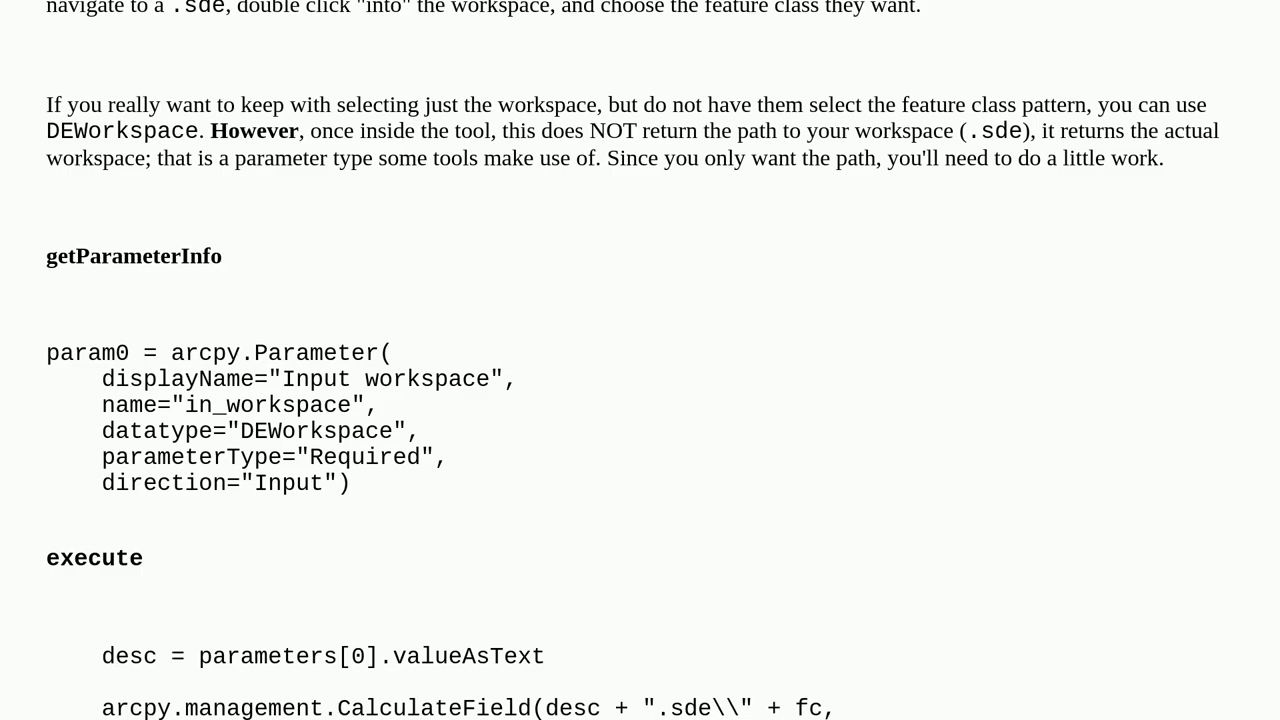 navigate to a .sde, double click "into" the workspace, and choose the feature class they want.
If you really want to keep with selecting just the workspace, but do not have them select the feature class pattern, you can use
DEWorkspace. However, once inside the tool, this does NOT return the path to your workspace (.sde), it returns the actual
workspace; that is a parameter type some tools make use of. Since you only want the path, you'll need to do a little work.
getParameterInfo
param0 = arcpy.Parameter(
    displayName="Input workspace",
    name="in_workspace",
    datatype="DEWorkspace",
    parameterType="Required",
    direction="Input")
execute
    desc = parameters[0].valueAsText
    arcpy.management.CalculateField(desc + ".sde\\" + fc,